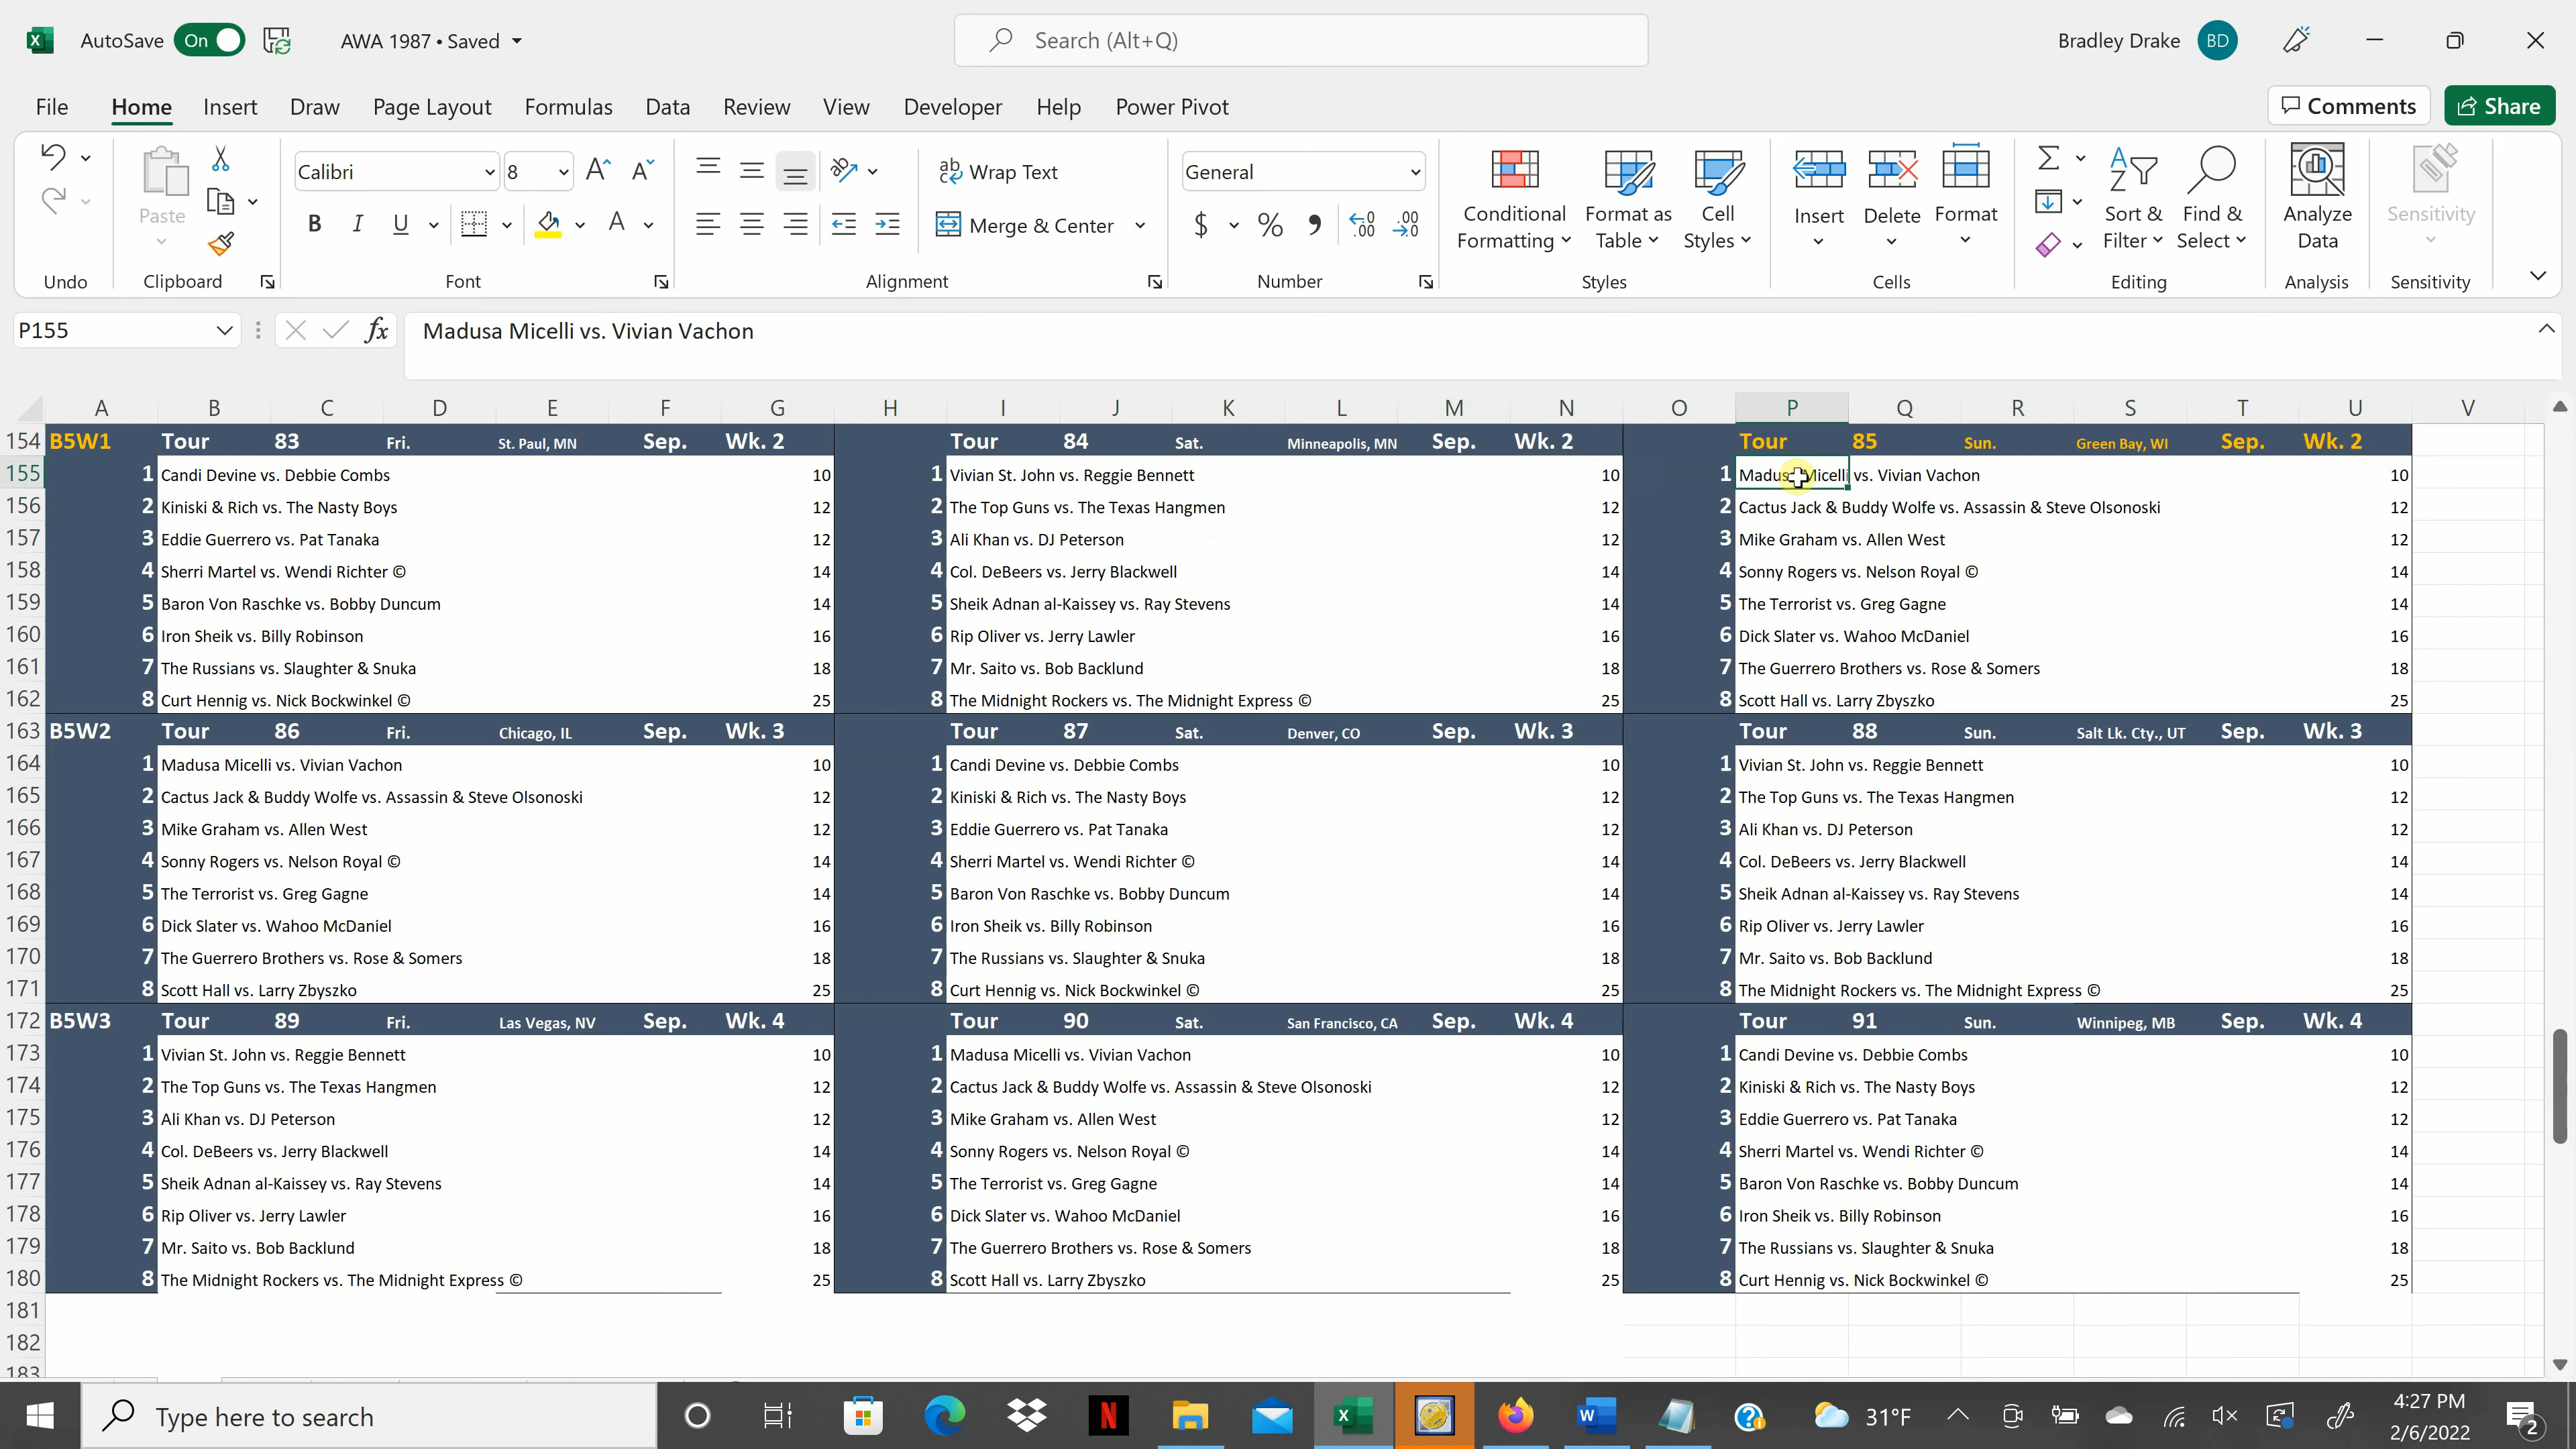 AutoSave On AWA 1987 • Saved Search (Alt+Q) Bradley Drake BD
File Home Insert Draw Page Layout Formulas Data Review View Developer Help Power Pivot Comments Share
Calibri 8 Wrap Text General
Paste B I U A Merge & Center $ % Conditional Formatting Format as Table Cell Styles Insert Delete Format Sort & Filter Find & Select Analyze Data Sensitivity
Undo Clipboard Font Alignment Number Styles Cells Editing Analysis Sensitivity
P155 fx Madusa Micelli vs. Vivian Vachon
A B C D E F G H I J K L M N O P Q R S T U V
154 B5W1 Tour 83 Fri. St. Paul, MN Sep. Wk. 2 Tour 84 Sat. Minneapolis, MN Sep. Wk. 2 Tour 85 Sun. Green Bay, WI Sep. Wk. 2
155 1 Candi Devine vs. Debbie Combs 10 1 Vivian St. John vs. Reggie Bennett 10 1 Madusa Micelli vs. Vivian Vachon 10
156 2 Kiniski & Rich vs. The Nasty Boys 12 2 The Top Guns vs. The Texas Hangmen 12 2 Cactus Jack & Buddy Wolfe vs. Assassin & Steve Olsonoski 12
157 3 Eddie Guerrero vs. Pat Tanaka 12 3 Ali Khan vs. DJ Peterson 12 3 Mike Graham vs. Allen West 12
158 4 Sherri Martel vs. Wendi Richter © 14 4 Col. DeBeers vs. Jerry Blackwell 14 4 Sonny Rogers vs. Nelson Royal © 14
159 5 Baron Von Raschke vs. Bobby Duncum 14 5 Sheik Adnan al-Kaissey vs. Ray Stevens 14 5 The Terrorist vs. Greg Gagne 14
160 6 Iron Sheik vs. Billy Robinson 16 6 Rip Oliver vs. Jerry Lawler 16 6 Dick Slater vs. Wahoo McDaniel 16
161 7 The Russians vs. Slaughter & Snuka 18 7 Mr. Saito vs. Bob Backlund 18 7 The Guerrero Brothers vs. Rose & Somers 18
162 8 Curt Hennig vs. Nick Bockwinkel © 25 8 The Midnight Rockers vs. The Midnight Express © 25 8 Scott Hall vs. Larry Zbyszko 25
163 B5W2 Tour 86 Fri. Chicago, IL Sep. Wk. 3 Tour 87 Sat. Denver, CO Sep. Wk. 3 Tour 88 Sun. Salt Lk. Cty., UT Sep. Wk. 3
164 1 Madusa Micelli vs. Vivian Vachon 10 1 Candi Devine vs. Debbie Combs 10 1 Vivian St. John vs. Reggie Bennett 10
165 2 Cactus Jack & Buddy Wolfe vs. Assassin & Steve Olsonoski 12 2 Kiniski & Rich vs. The Nasty Boys 12 2 The Top Guns vs. The Texas Hangmen 12
166 3 Mike Graham vs. Allen West 12 3 Eddie Guerrero vs. Pat Tanaka 12 3 Ali Khan vs. DJ Peterson 12
167 4 Sonny Rogers vs. Nelson Royal © 14 4 Sherri Martel vs. Wendi Richter © 14 4 Col. DeBeers vs. Jerry Blackwell 14
168 5 The Terrorist vs. Greg Gagne 14 5 Baron Von Raschke vs. Bobby Duncum 14 5 Sheik Adnan al-Kaissey vs. Ray Stevens 14
169 6 Dick Slater vs. Wahoo McDaniel 16 6 Iron Sheik vs. Billy Robinson 16 6 Rip Oliver vs. Jerry Lawler 16
170 7 The Guerrero Brothers vs. Rose & Somers 18 7 The Russians vs. Slaughter & Snuka 18 7 Mr. Saito vs. Bob Backlund 18
171 8 Scott Hall vs. Larry Zbyszko 25 8 Curt Hennig vs. Nick Bockwinkel © 25 8 The Midnight Rockers vs. The Midnight Express © 25
172 B5W3 Tour 89 Fri. Las Vegas, NV Sep. Wk. 4 Tour 90 Sat. San Francisco, CA Sep. Wk. 4 Tour 91 Sun. Winnipeg, MB Sep. Wk. 4
173 1 Vivian St. John vs. Reggie Bennett 10 1 Madusa Micelli vs. Vivian Vachon 10 1 Candi Devine vs. Debbie Combs 10
174 2 The Top Guns vs. The Texas Hangmen 12 2 Cactus Jack & Buddy Wolfe vs. Assassin & Steve Olsonoski 12 2 Kiniski & Rich vs. The Nasty Boys 12
175 3 Ali Khan vs. DJ Peterson 12 3 Mike Graham vs. Allen West 12 3 Eddie Guerrero vs. Pat Tanaka 12
176 4 Col. DeBeers vs. Jerry Blackwell 14 4 Sonny Rogers vs. Nelson Royal © 14 4 Sherri Martel vs. Wendi Richter © 14
177 5 Sheik Adnan al-Kaissey vs. Ray Stevens 14 5 The Terrorist vs. Greg Gagne 14 5 Baron Von Raschke vs. Bobby Duncum 14
178 6 Rip Oliver vs. Jerry Lawler 16 6 Dick Slater vs. Wahoo McDaniel 16 6 Iron Sheik vs. Billy Robinson 16
179 7 Mr. Saito vs. Bob Backlund 18 7 The Guerrero Brothers vs. Rose & Somers 18 7 The Russians vs. Slaughter & Snuka 18
180 8 The Midnight Rockers vs. The Midnight Express © 25 8 Scott Hall vs. Larry Zbyszko 25 8 Curt Hennig vs. Nick Bockwinkel © 25
181
182
183
Type here to search 31°F 4:27 PM
2/6/2022 2